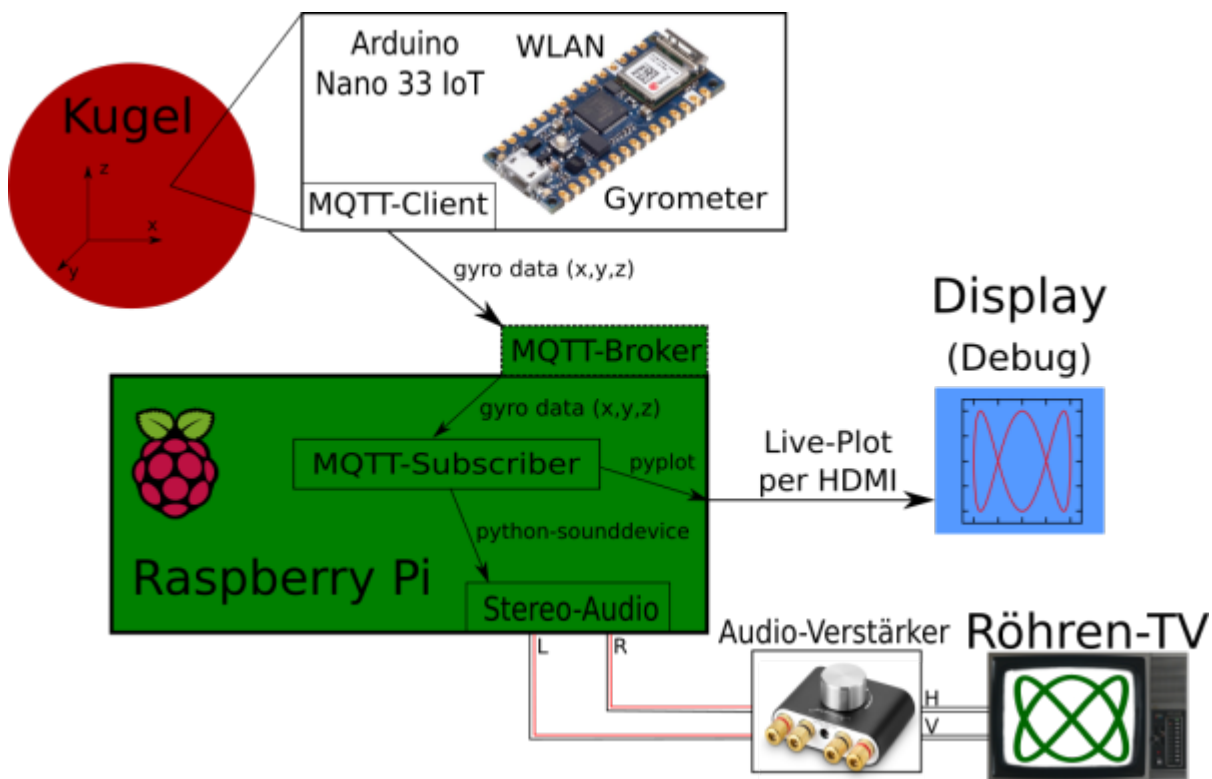 Kugel
z
x
y
Arduino
Nano 33 IoT
WLAN
Gyrometer
MQTT-Client
gyro data (x,y,z)
MQTT-Broker
gyro data (x,y,z)
MQTT-Subscriber
pyplot
python-sounddevice
Raspberry Pi
Stereo-Audio
L
R
Display
(Debug)
Live-Plot
per HDMI
Audio-Verstärker
H
V
Röhren-TV